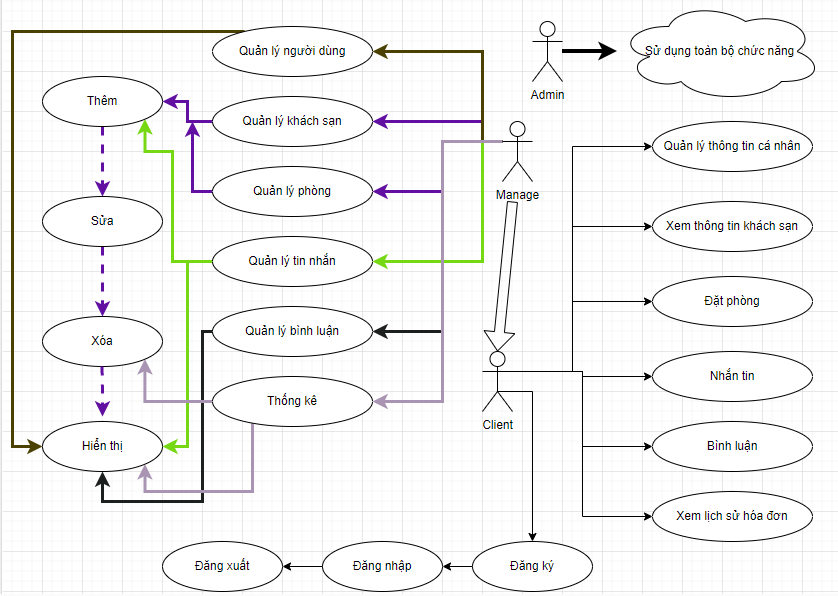 Quản lý người dùng
Sử dụng toàn bộ chức năng
Admin
Thêm
Quản lý khách sạn
Quản lý thông tin cá nhân
Quản lý phòng
Manage
Sửa
Xem thông tin khách sạn
Quản lý tin nhắn
Đặt phòng
Quản lý bình luận
Xóa
Nhắn tin
Thống kê
Client
Hiển thị
Bình luận
Xem lịch sử hóa đơn
Đăng xuất
Đăng nhập
Đăng ký